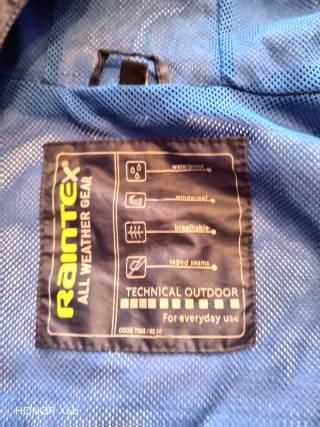 RainTEX
ALL WEATHER GEAR
waterproof
windproof
breathable
taped seams
TECHNICAL OUTDOOR
For everyday use
HONOR X6b